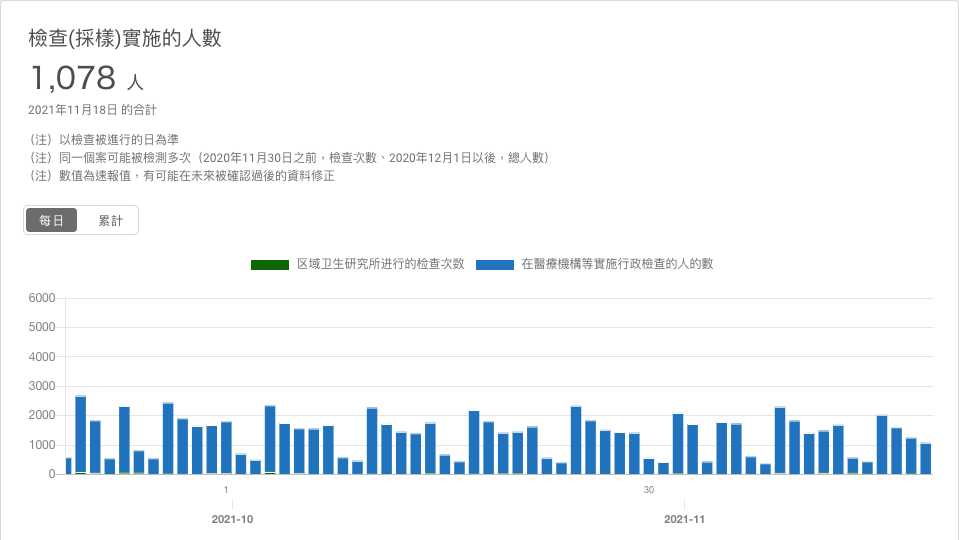 檢查(採樣)實施的人數
1,078 人
2021年11月18日 的合計
（注）以檢查被進行的日為準
（注）同一個案可能被檢測多次（2020年11月30日之前，檢查次數、2020年12月1日以後，總人數）
（注）數值為速報值，有可能在未來被確認過後的資料修正
每日 累計
区域卫生研究所进行的检查次数 在醫療機構等實施行政檢查的人的數
6000
5000
4000
3000
2000
1000
0
1 30
2021-10 2021-11